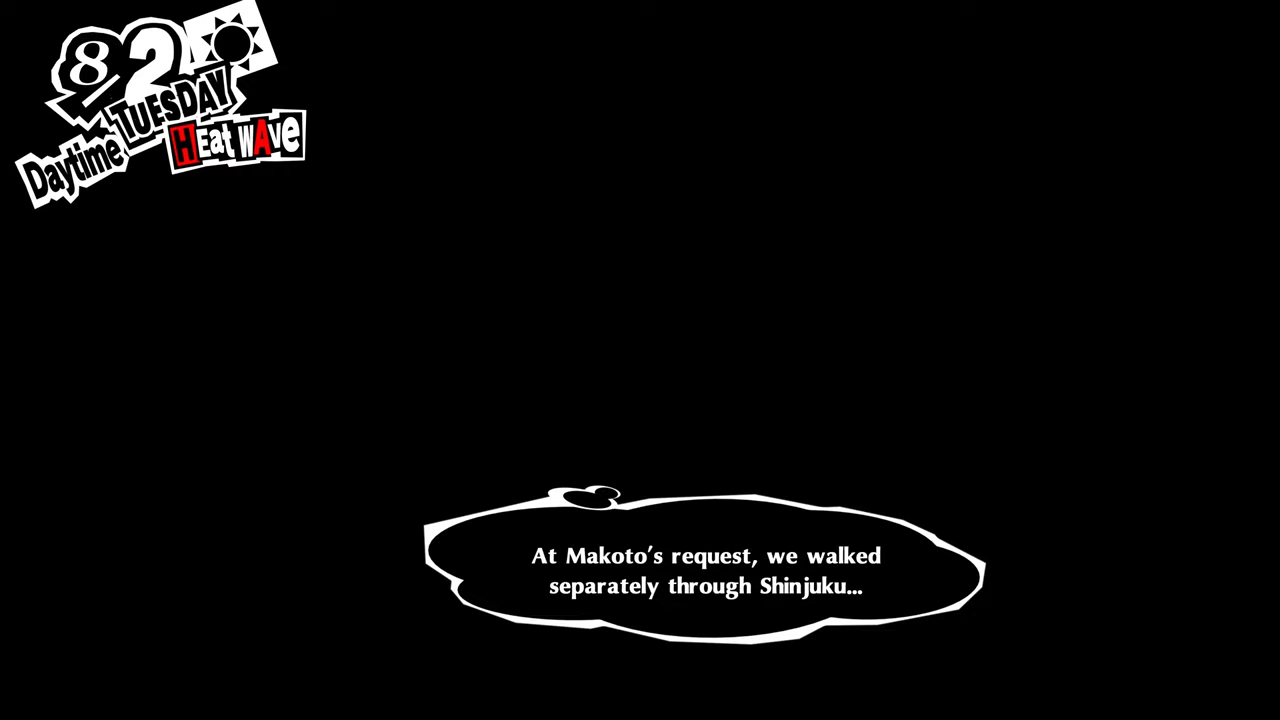 8/2
TUESDAY
Daytime
HEat wAve
At Makoto's request, we walked
separately through Shinjuku...